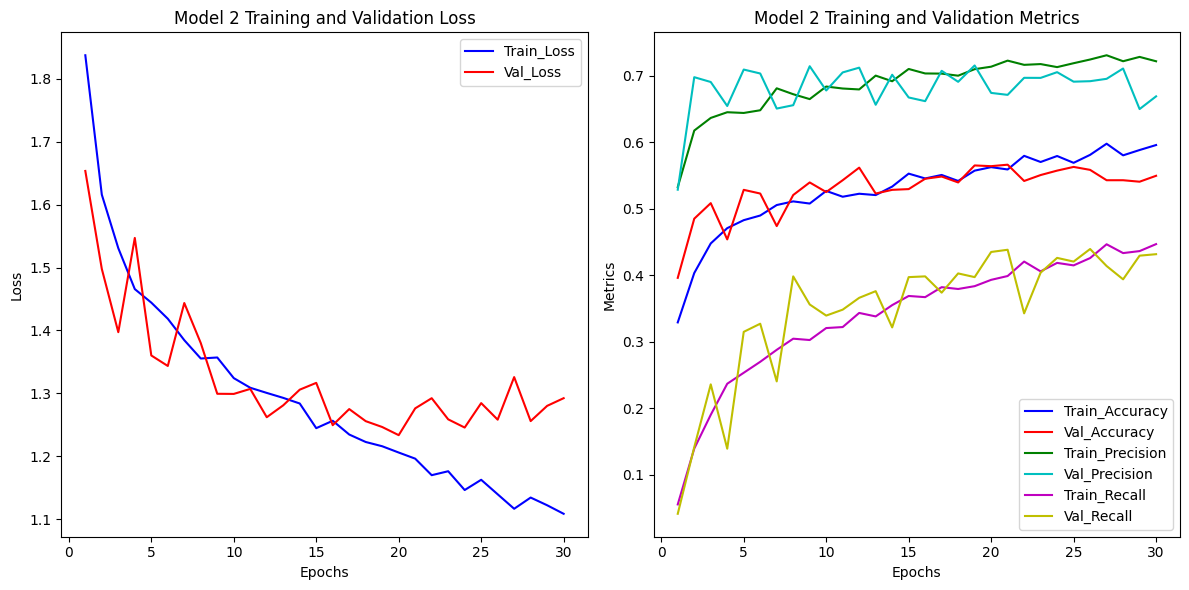 Model 2 Training and Validation Loss
Train_Loss
Val_Loss
1.8
1.7
1.6
1.5
1.4
1.3
1.2
1.1
Loss
0 5 10 15 20 25 30
Epochs
Model 2 Training and Validation Metrics
0.7
0.6
0.5
0.4
0.3
0.2
0.1
Metrics
Train_Accuracy
Val_Accuracy
Train_Precision
Val_Precision
Train_Recall
Val_Recall
0 5 10 15 20 25 30
Epochs